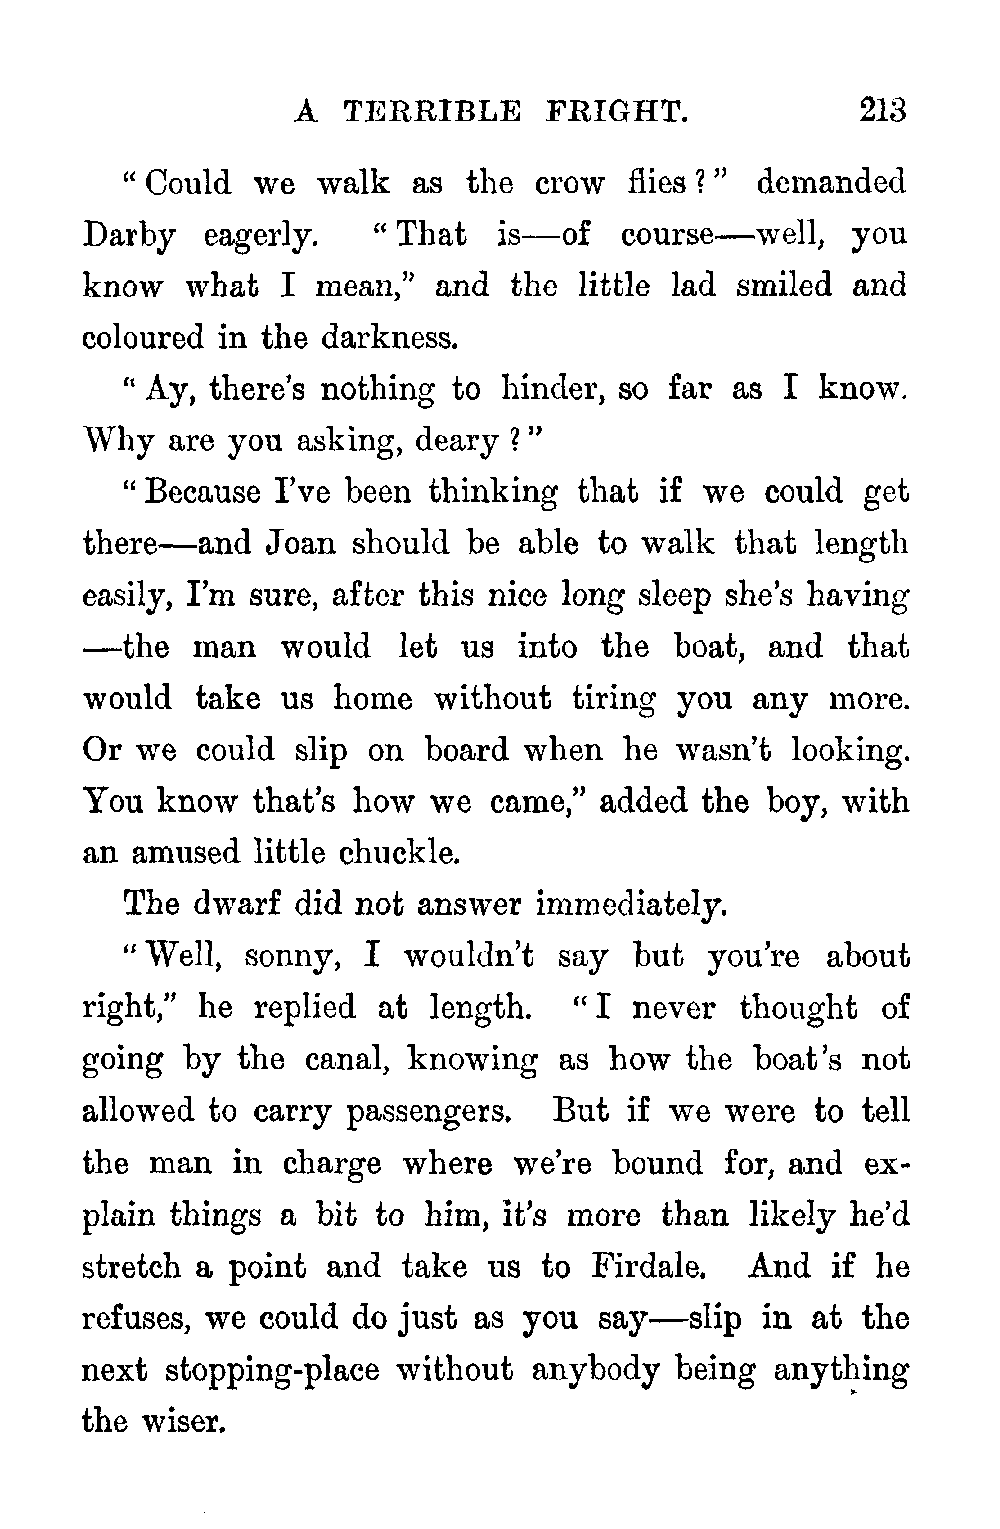 A TERRIBLE FRIGHT. 213
“ Could we walk as the crow flies ? ” demanded
Darby eagerly. “ That is—of course—well, you
know what I mean,” and the little lad smiled and
coloured in the darkness.
“ Ay, there’s nothing to hinder, so far as I know.
Why are you asking, deary ? ”
“ Because I’ve been thinking that if we could get
there—and Joan should be able to walk that length
easily, I’m sure, after this nice long sleep she’s having
—the man would let us into the boat, and that
would take us home without tiring you any more.
Or we could slip on board when he wasn’t looking.
You know that’s how we came,” added the boy, with
an amused little chuckle.
The dwarf did not answer immediately.
“ Well, sonny, I wouldn’t say but you’re about
right,” he replied at length. “ I never thought of
going by the canal, knowing as how the boat’s not
allowed to carry passengers. But if we were to tell
the man in charge where we’re bound for, and ex-
plain things a bit to him, it’s more than likely he’d
stretch a point and take us to Firdale. And if he
refuses, we could do just as you say—slip in at the
next stopping-place without anybody being anything
the wiser.